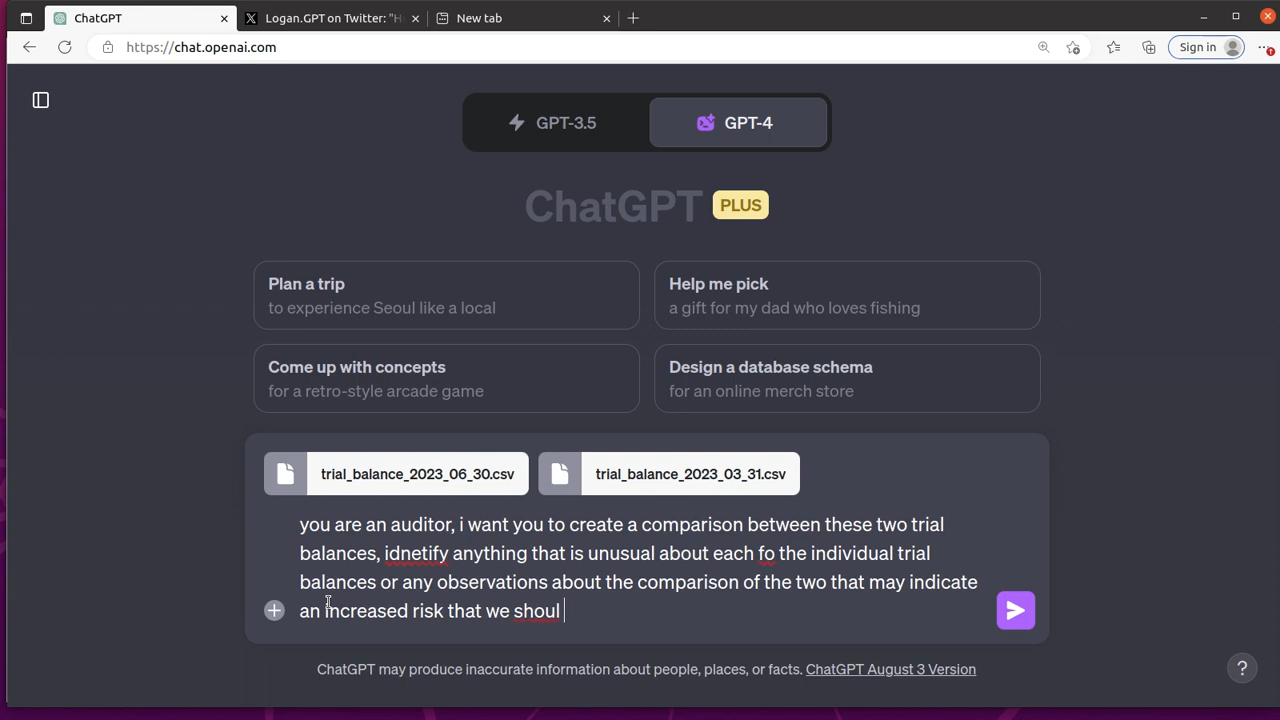 ChatGPT
Logan.GPT on Twitter: "H
New tab
https://chat.openai.com
Sign in
GPT-3.5
GPT-4
ChatGPT PLUS
Plan a trip
to experience Seoul like a local
Help me pick
a gift for my dad who loves fishing
Come up with concepts
for a retro-style arcade game
Design a database schema
for an online merch store
trial_balance_2023_06_30.csv
trial_balance_2023_03_31.csv
you are an auditor, i want you to create a comparison between these two trial
balances, idnetify anything that is unusual about each fo the individual trial
balances or any observations about the comparison of the two that may indicate
an increased risk that we shoul
ChatGPT may produce inaccurate information about people, places, or facts. ChatGPT August 3 Version
?